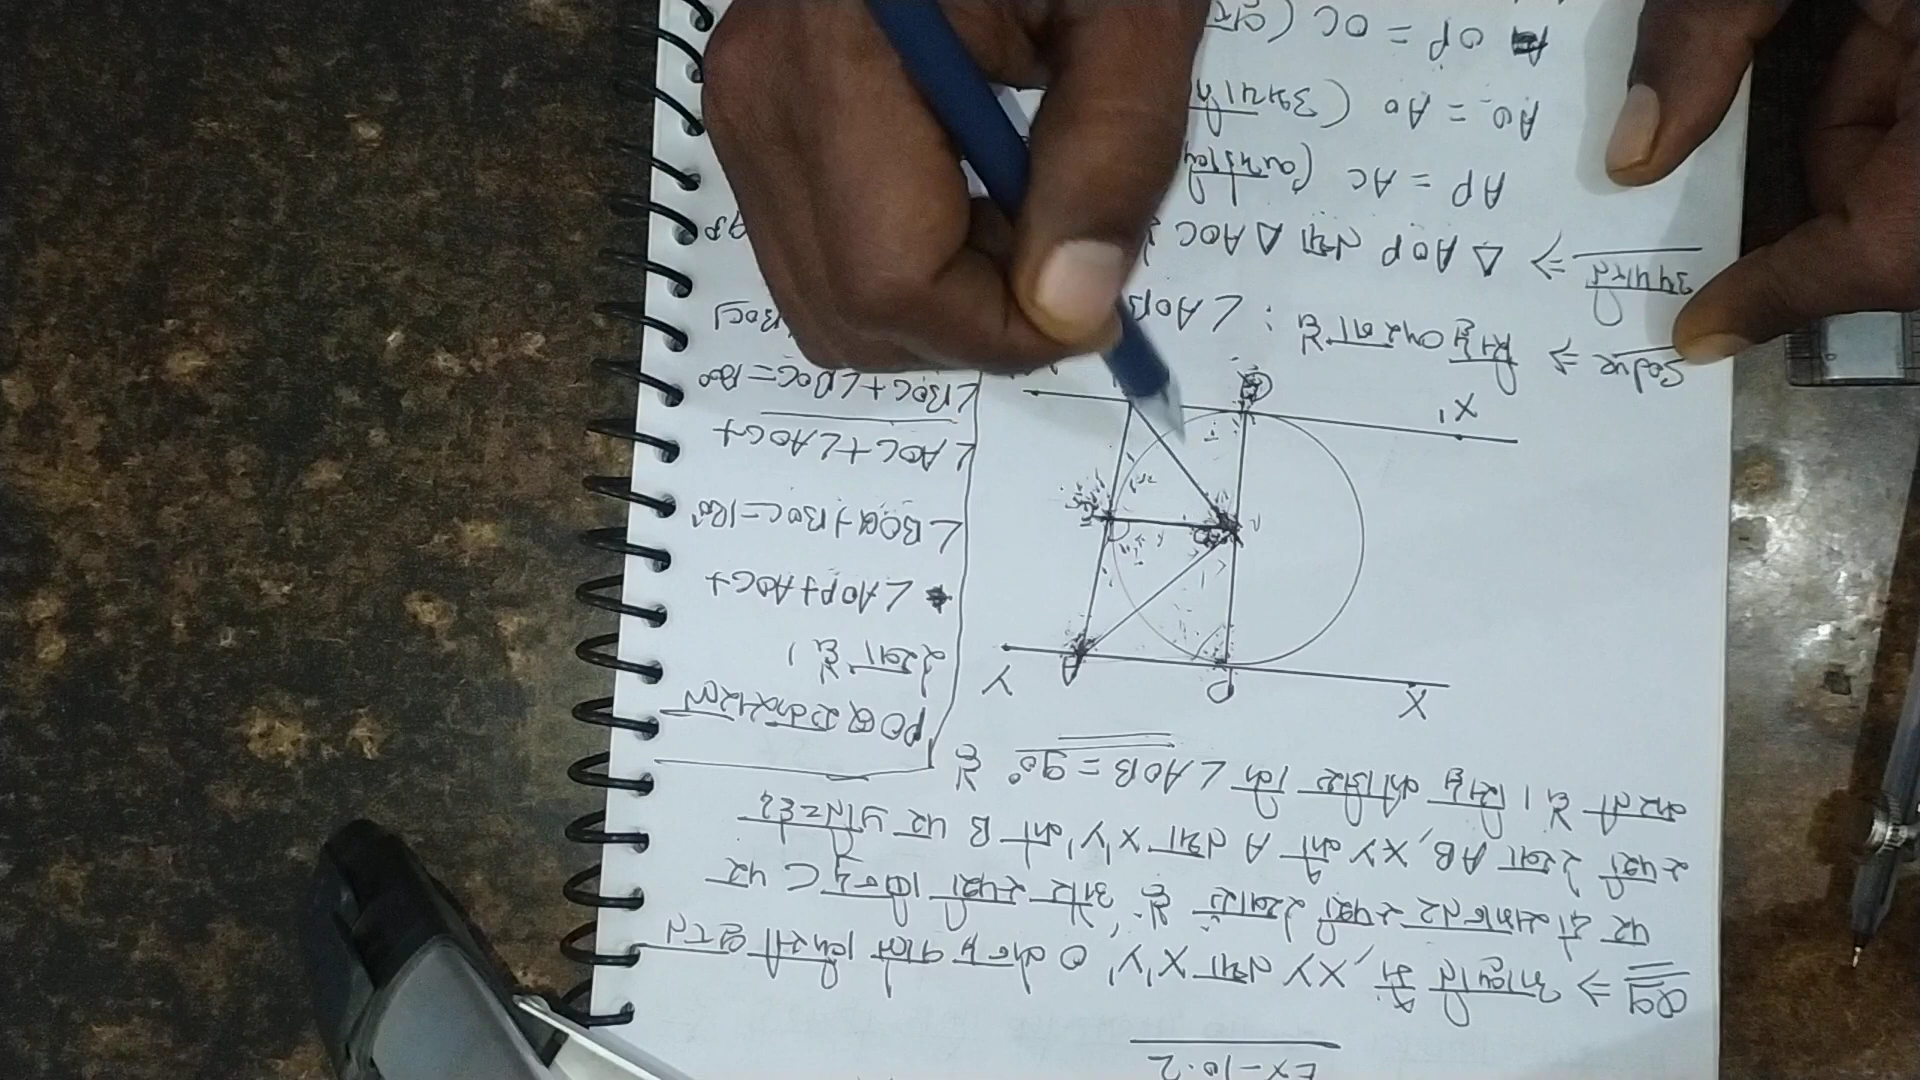 Ex-10.2
Q9 ⇒ आकृति में, XY तथा X'Y', O केन्द्र वाले किसी वृत्त
पर दो समांतर स्पर्श रेखाएँ हैं, और स्पर्श बिन्दु C पर
स्पर्श रेखा AB, XY को A तथा X'Y' को B पर प्रतिच्छेद
करती है। सिद्ध कीजिए कि ∠AOB = 90° है
X
P
A
Y
X'
Solve ⇒ सिद्ध करना है : ∠AOB
उपपत्ति ⇒ △AOP तथा △AOC
AP = AC
AO = AO
OP = OC
POQ सरल रेखा है।
∠AOP+AOC+
∠BOQ+BOC=180°
∠AOC+∠AOC+
∠BOC+∠BOC=180°